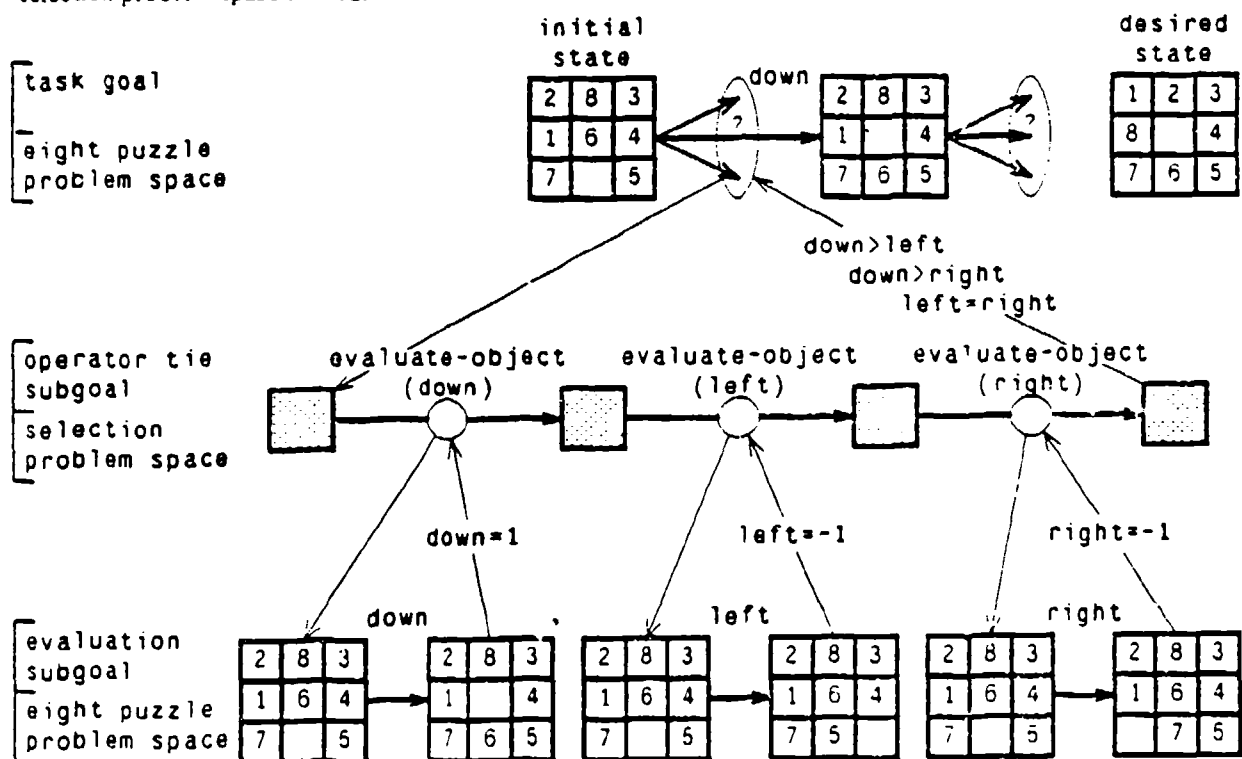 initial
state
desired
state
task goal
eight puzzle
problem space
down
2 8 3
1 6 4
7 5
?
2 8 3
1 4
7 6 5
?
1 2 3
8 4
7 6 5
down>left
down>right
left=right
operator tie
subgoal
selection
problem space
evaluate-object
(down)
evaluate-object
(left)
evaluate-object
(right)
down=1
left=-1
right=-1
evaluation
subgoal
eight puzzle
problem space
down
left
right
2 8 3
1 6 4
7 5
2 8 3
1 4
7 6 5
2 8 3
1 6 4
7 5
2 8 3
1 6 4
7 5
2 8 3
1 6 4
7 5
2 8 3
1 6 4
7 5